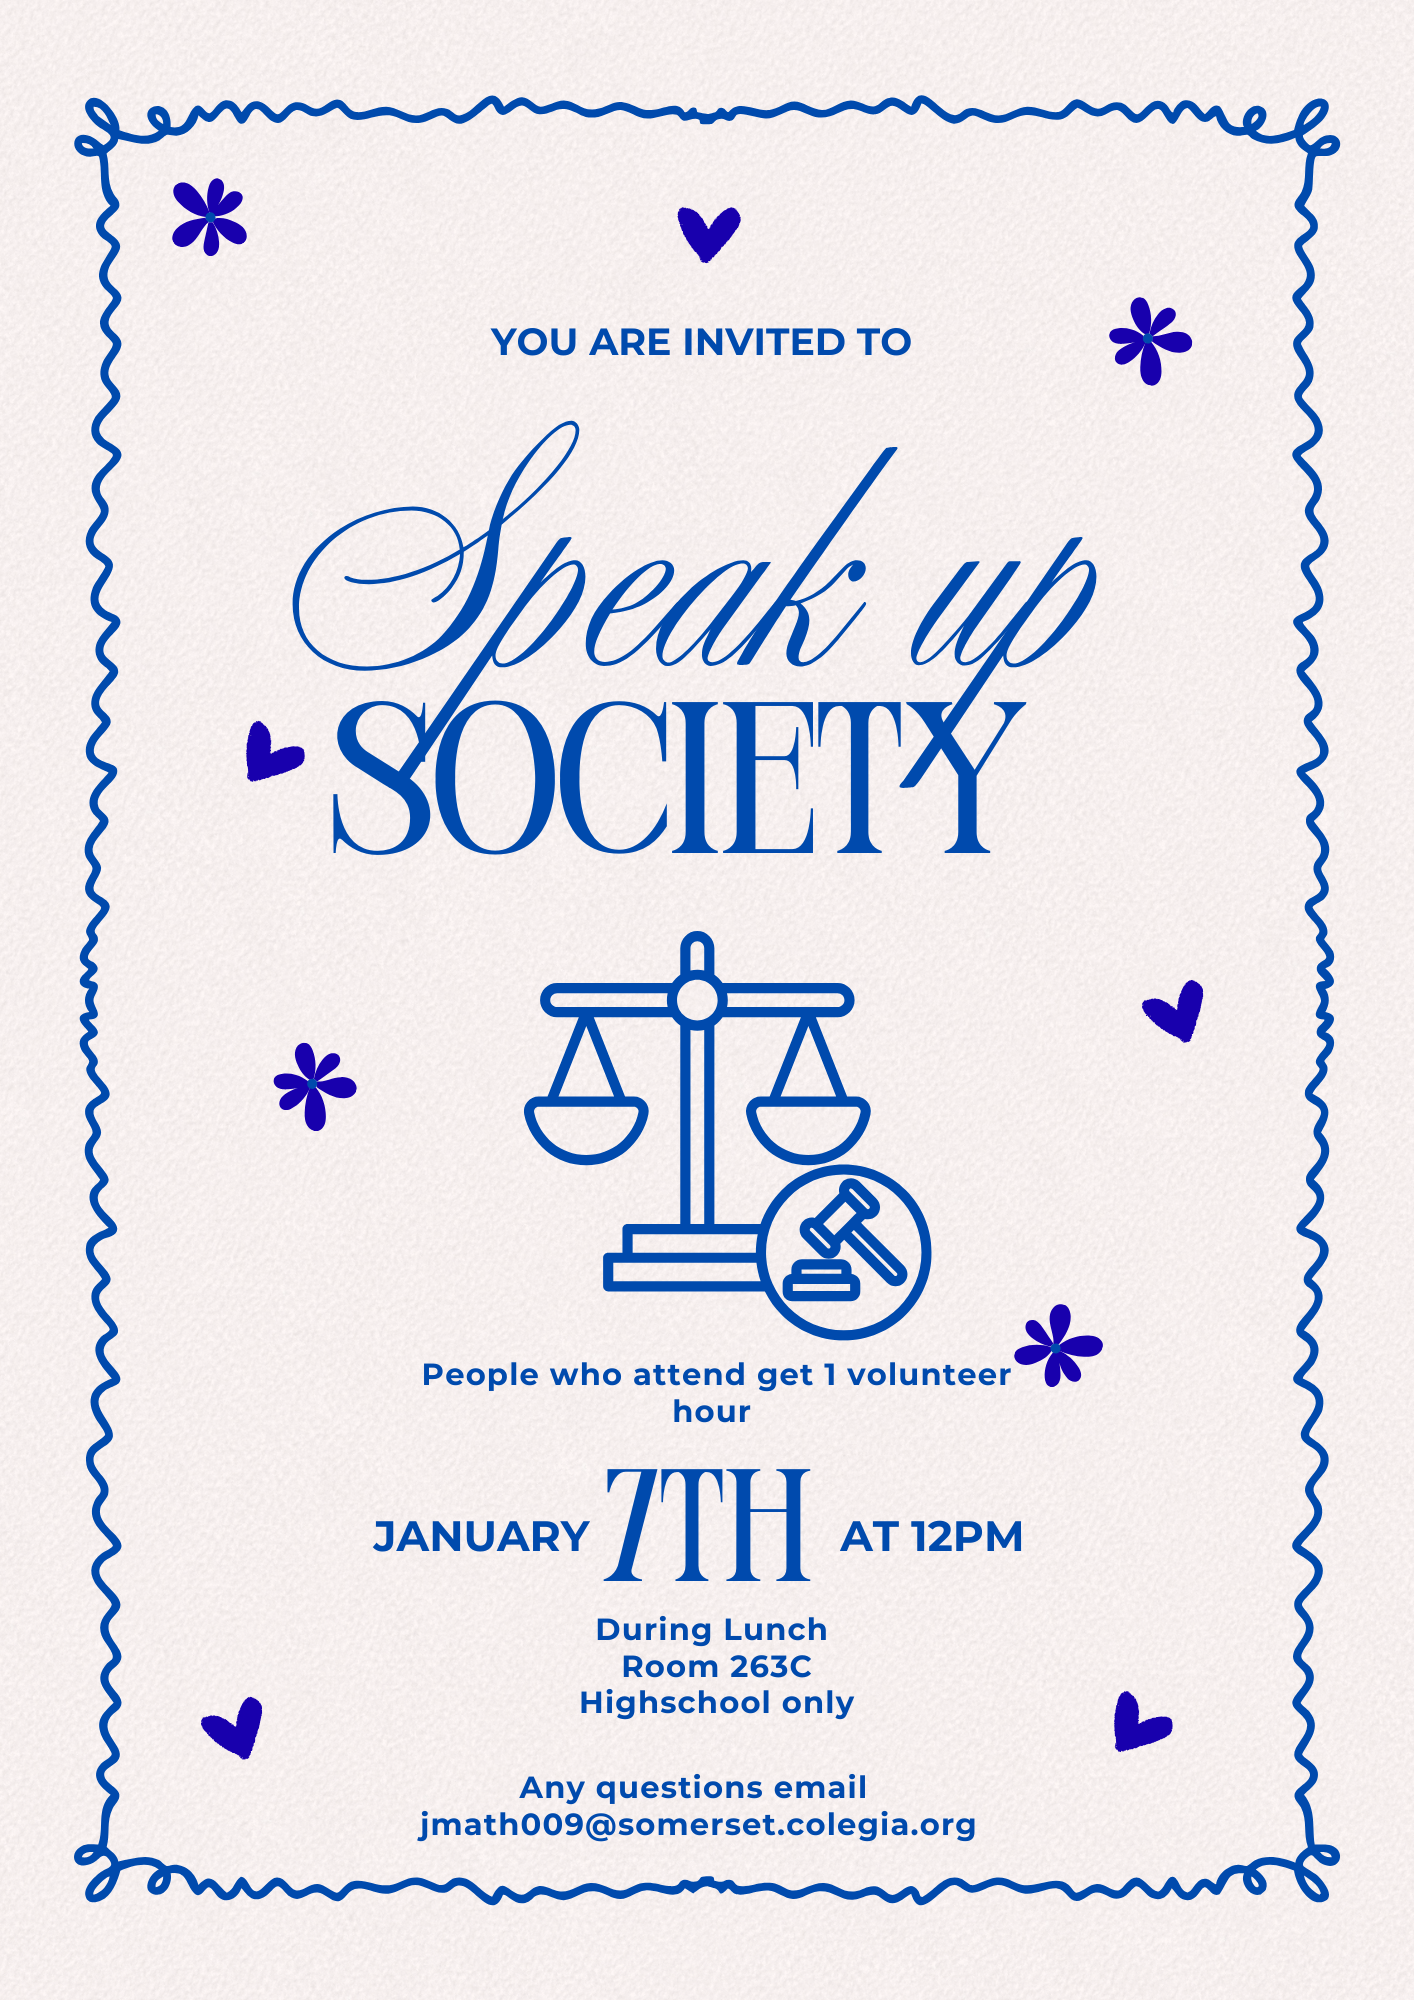 YOU ARE INVITED TO
Speak up
SOCIETY
People who attend get 1 volunteer
hour
JANUARY 7TH AT 12PM
During Lunch
Room 263C
Highschool only
Any questions email
jmath009@somerset.colegia.org